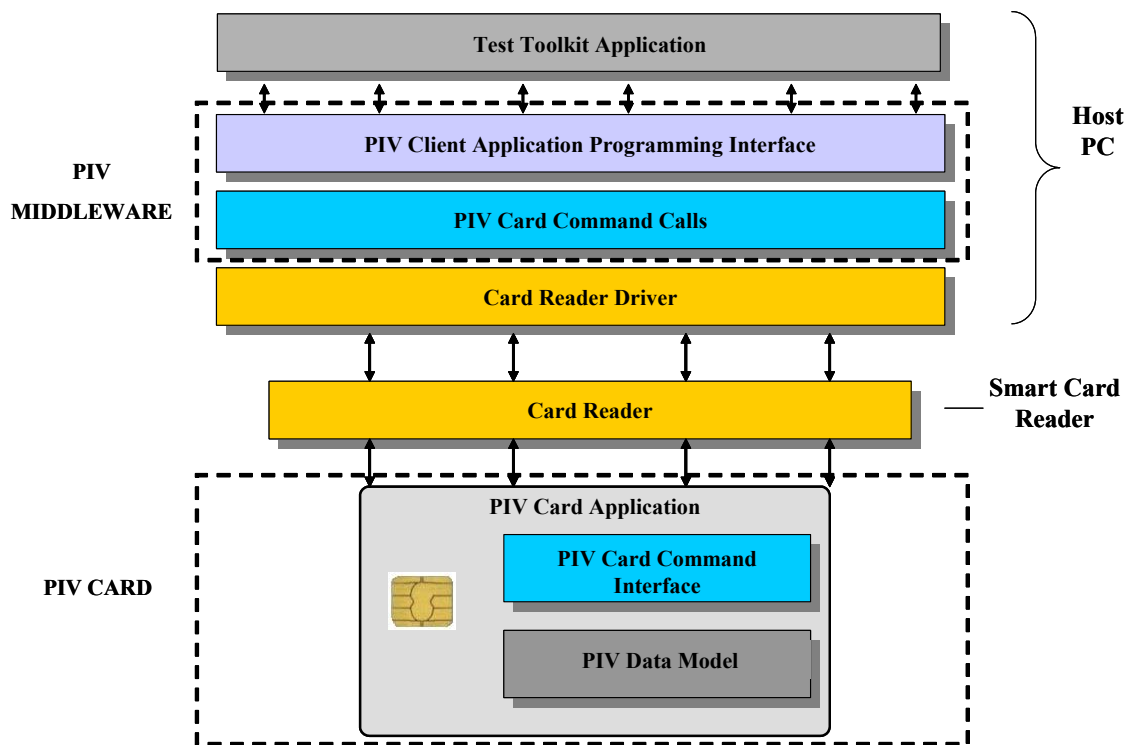 Test Toolkit Application
Host
PC
PIV Client Application Programming Interface
PIV
MIDDLEWARE
PIV Card Command Calls
Card Reader Driver
Card Reader
Smart Card
Reader
PIV Card Application
PIV Card Command
Interface
PIV CARD
PIV Data Model